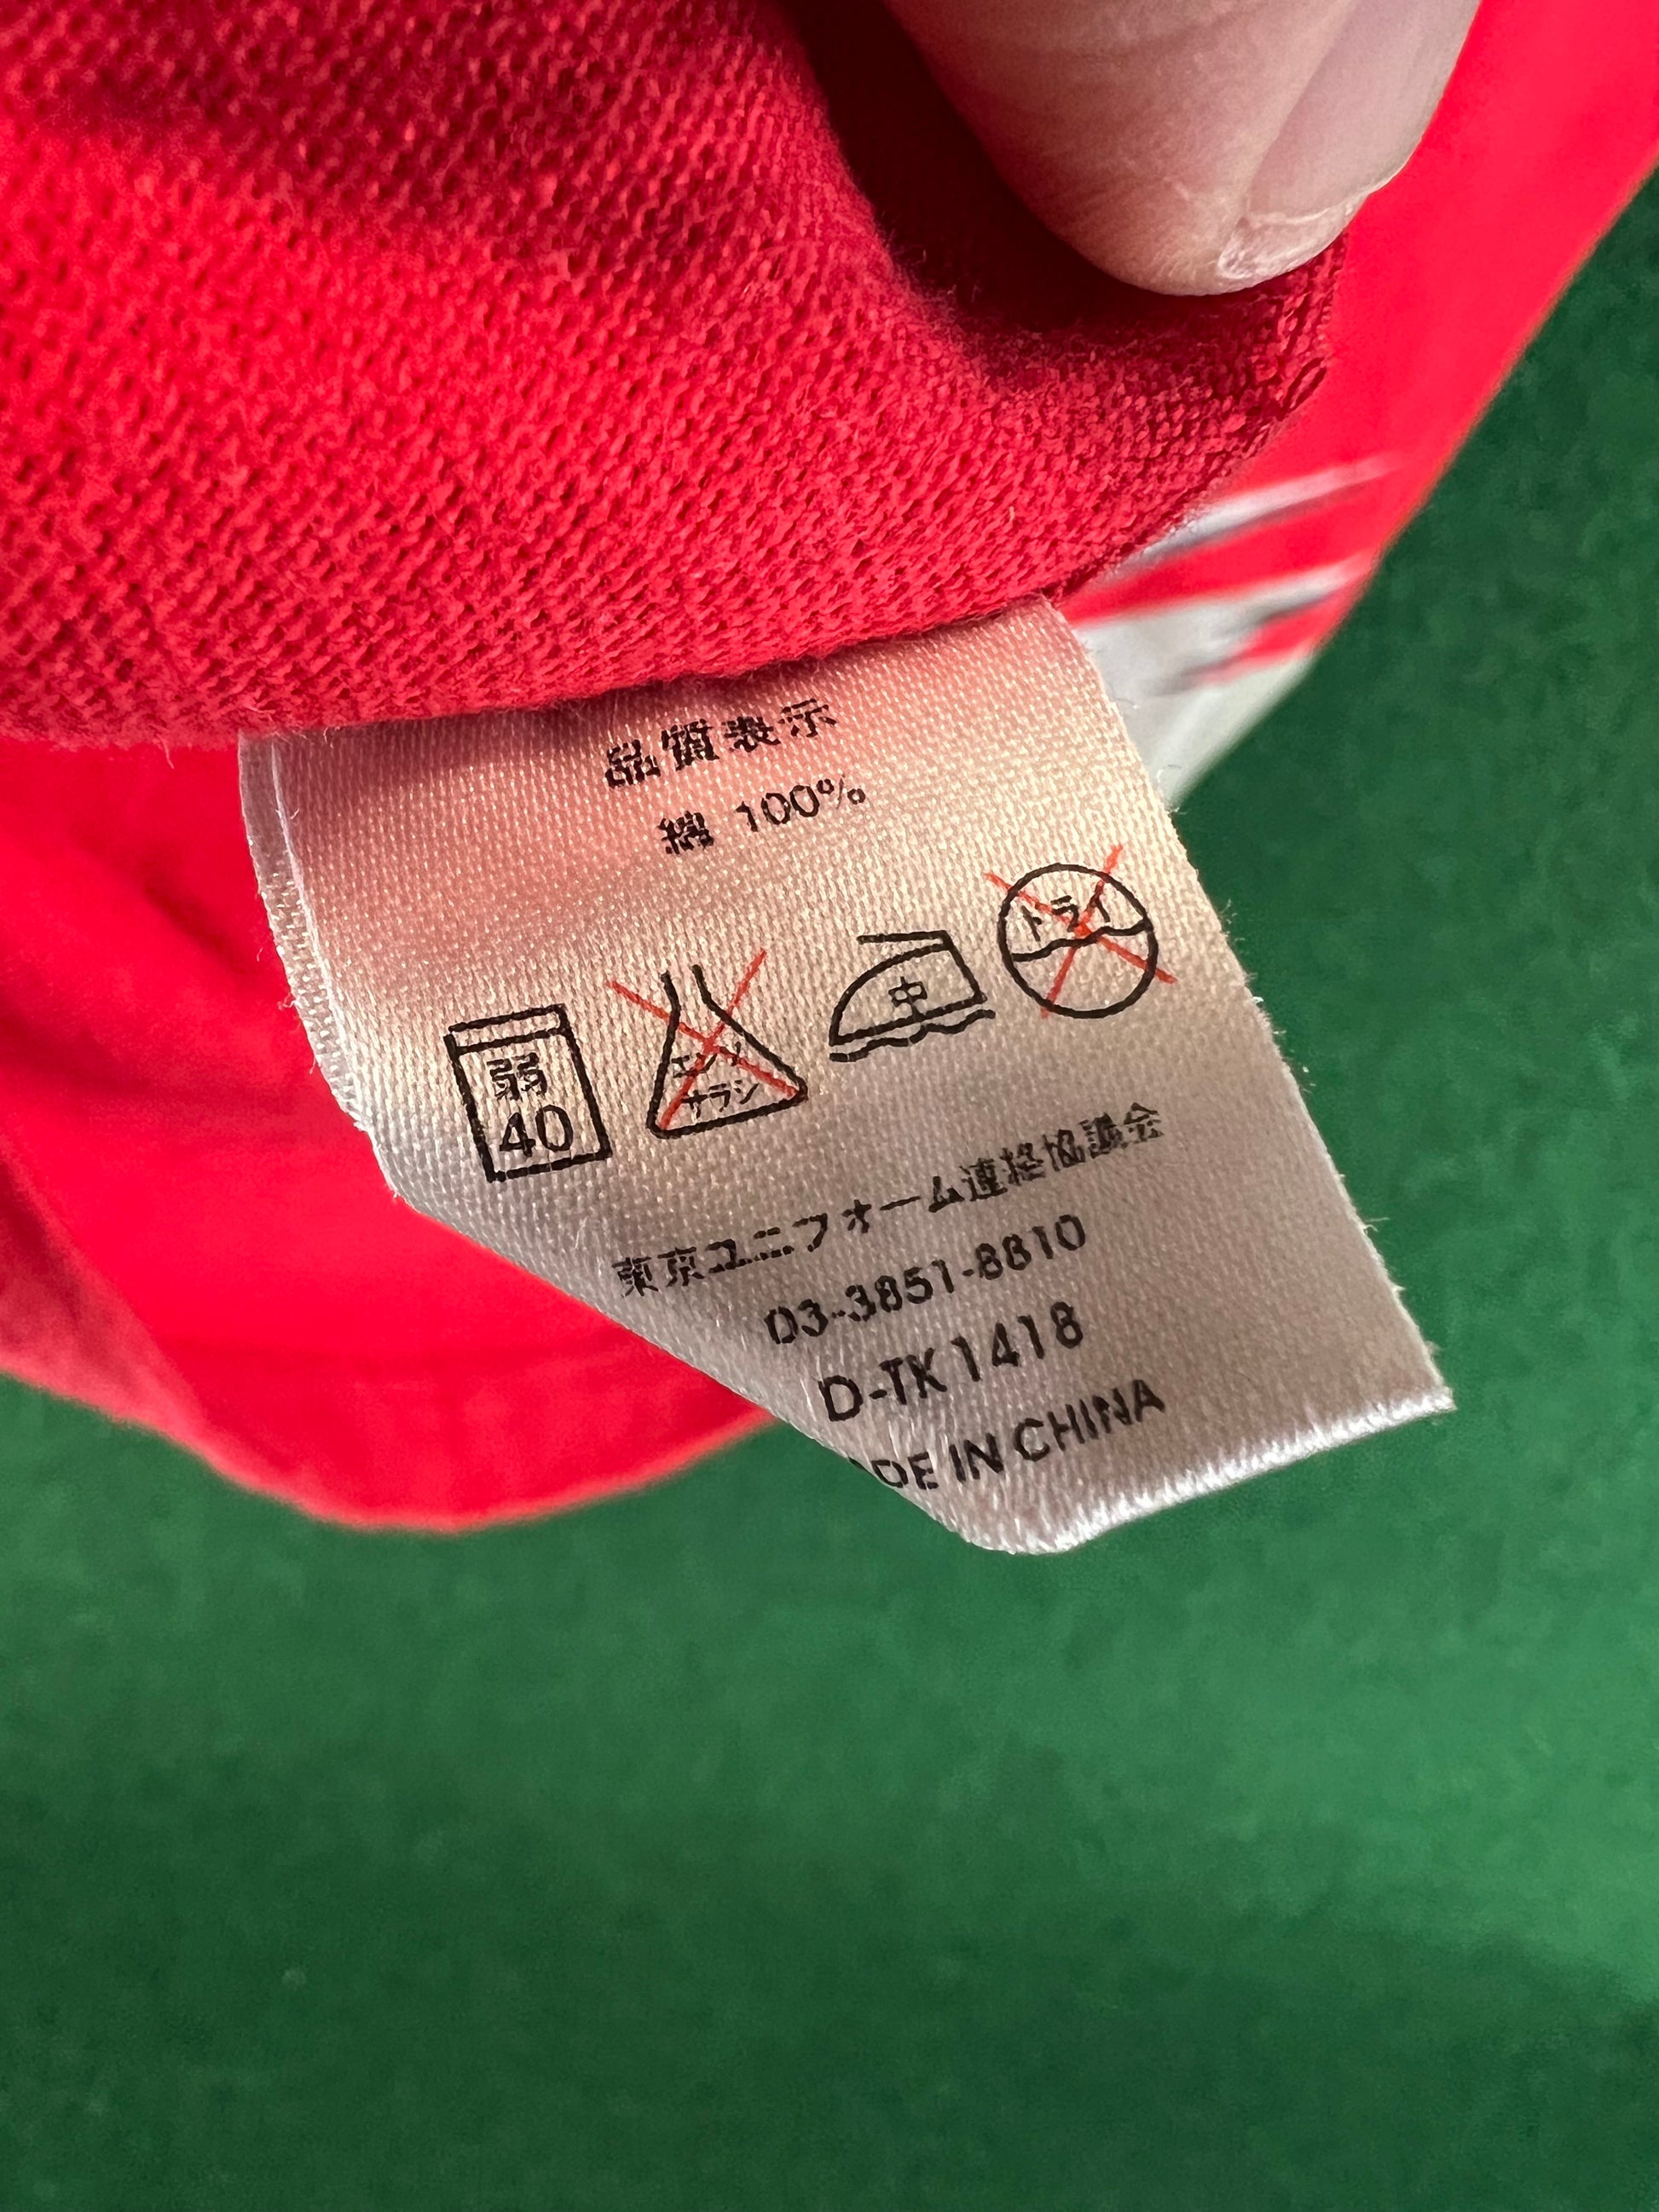 品質表示
綿 100%
弱
40
エンソ
サラシ
中
ドライ
東京ユニフォーム連絡協議会
03-3851-8810
D-TK1418
DE IN CHINA